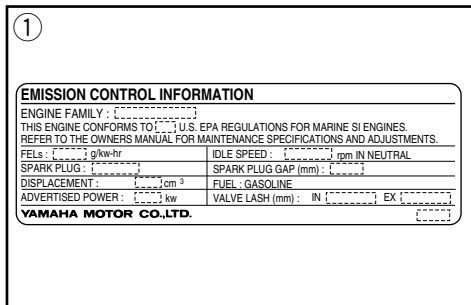 ①
EMISSION CONTROL INFORMATION
ENGINE FAMILY :
THIS ENGINE CONFORMS TO U.S. EPA REGULATIONS FOR MARINE SI ENGINES.
REFER TO THE OWNERS MANUAL FOR MAINTENANCE SPECIFICATIONS AND ADJUSTMENTS.
FELs : g/kw-hr IDLE SPEED : rpm IN NEUTRAL
SPARK PLUG : SPARK PLUG GAP (mm) :
DISPLACEMENT : cm ³ FUEL : GASOLINE
ADVERTISED POWER : kw VALVE LASH (mm) : IN EX
YAMAHA MOTOR CO.,LTD.